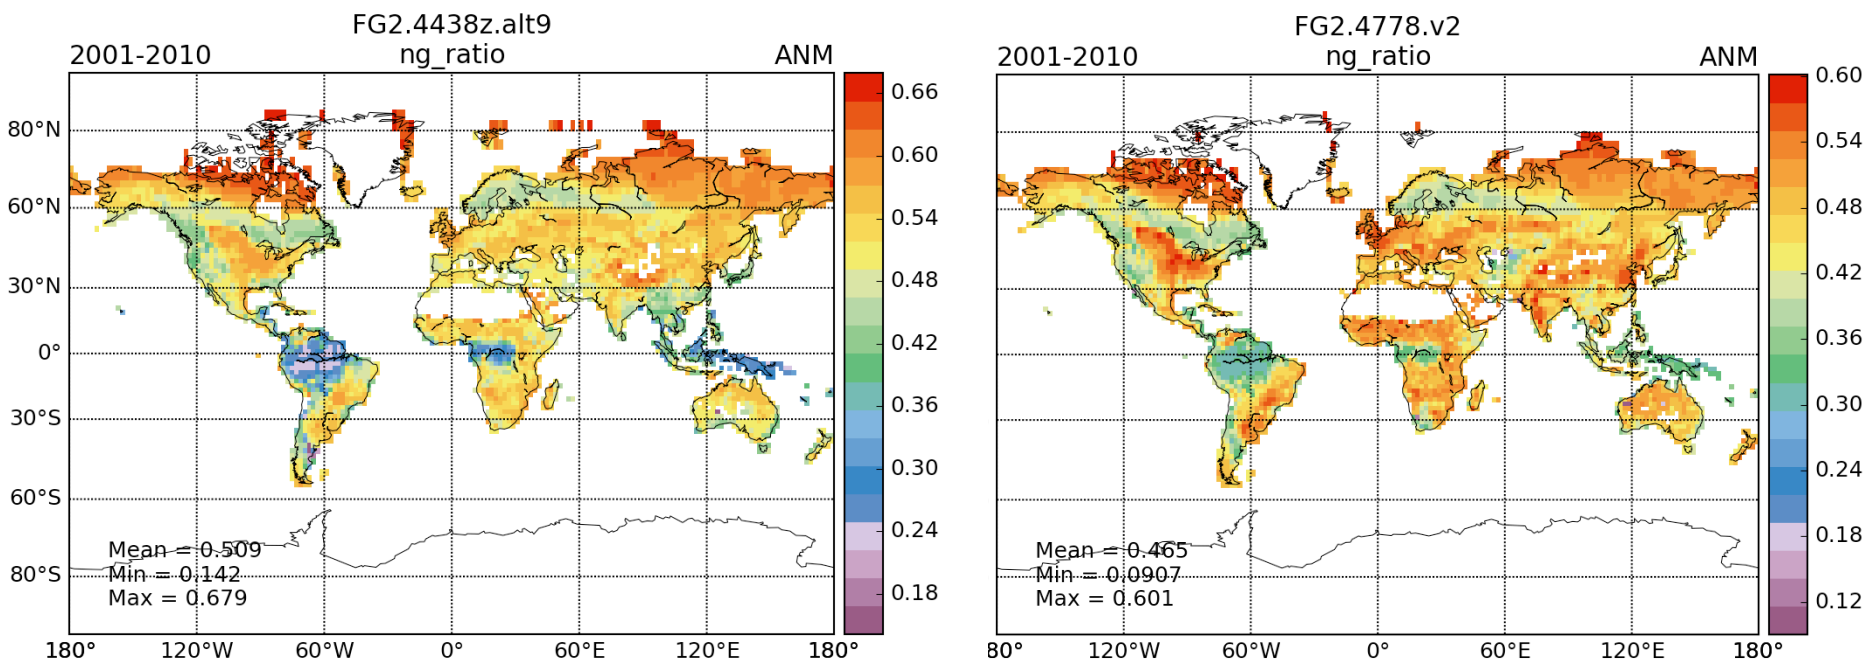 FG2.4438z.alt9
2001-2010 ng_ratio ANM
80°N
60°N
30°N
0°
30°S
60°S
80°S
Mean = 0.509
Min = 0.142
Max = 0.679
180° 120°W 60°W 0° 60°E 120°E 180°
0.66
0.60
0.54
0.48
0.42
0.36
0.30
0.24
0.18
FG2.4778.v2
2001-2010 ng_ratio ANM
Mean = 0.465
Min = 0.0907
Max = 0.601
80° 120°W 60°W 0° 60°E 120°E 180°
0.60
0.54
0.48
0.42
0.36
0.30
0.24
0.18
0.12